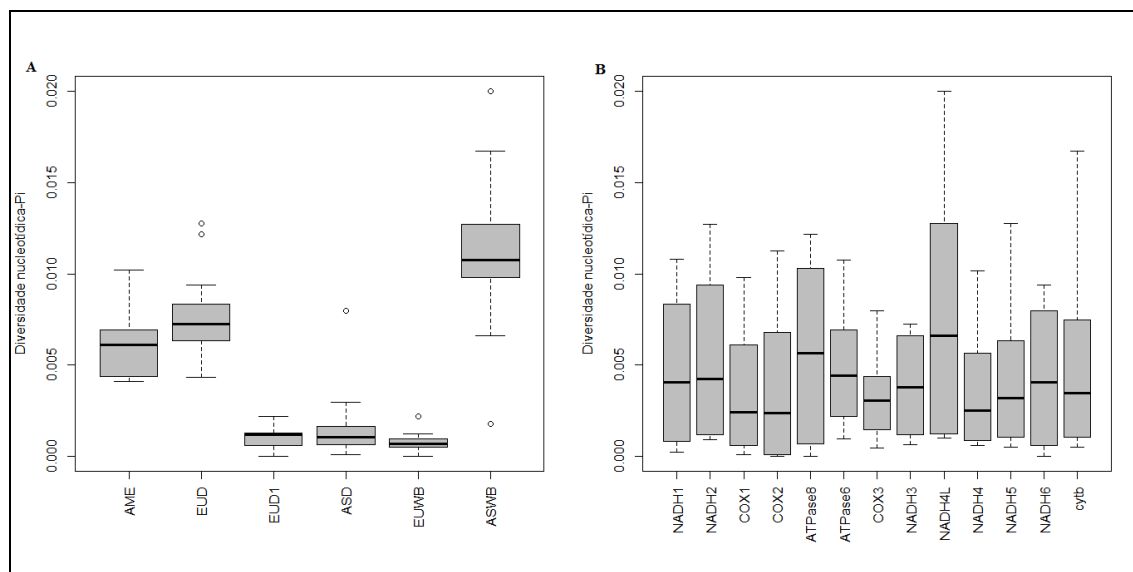 A
Diversidade nucleotídica-Pi
0.020
0.015
0.010
0.005
0.000
AME
EUD
EUD1
ASD
EUWB
ASWB
B
Diversidade nucleotídica-Pi
0.020
0.015
0.010
0.005
0.000
NADH1
NADH2
COX1
COX2
ATPase8
ATPase6
COX3
NADH3
NADH4L
NADH4
NADH5
NADH6
cytb